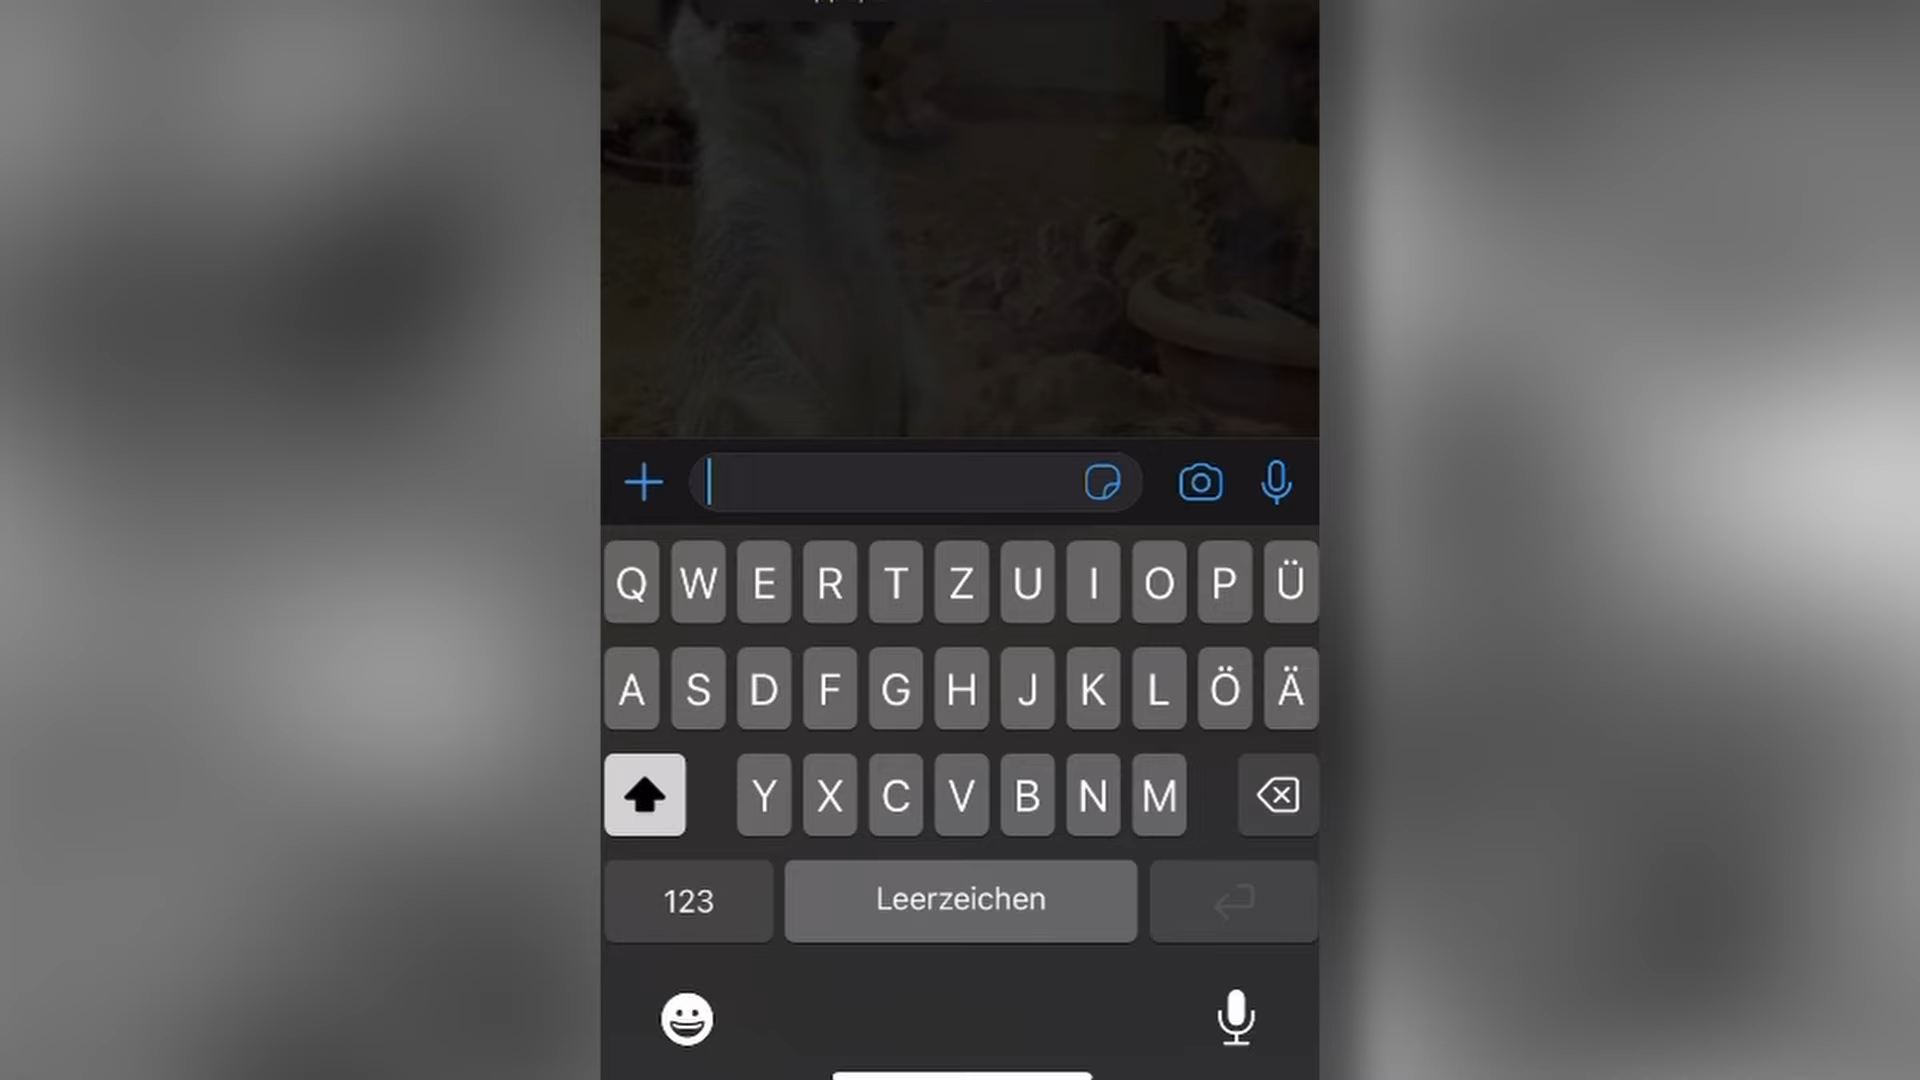 Q W E R T Z U I O P Ü
A S D F G H J K L Ö Ä
Y X C V B N M
123 Leerzeichen